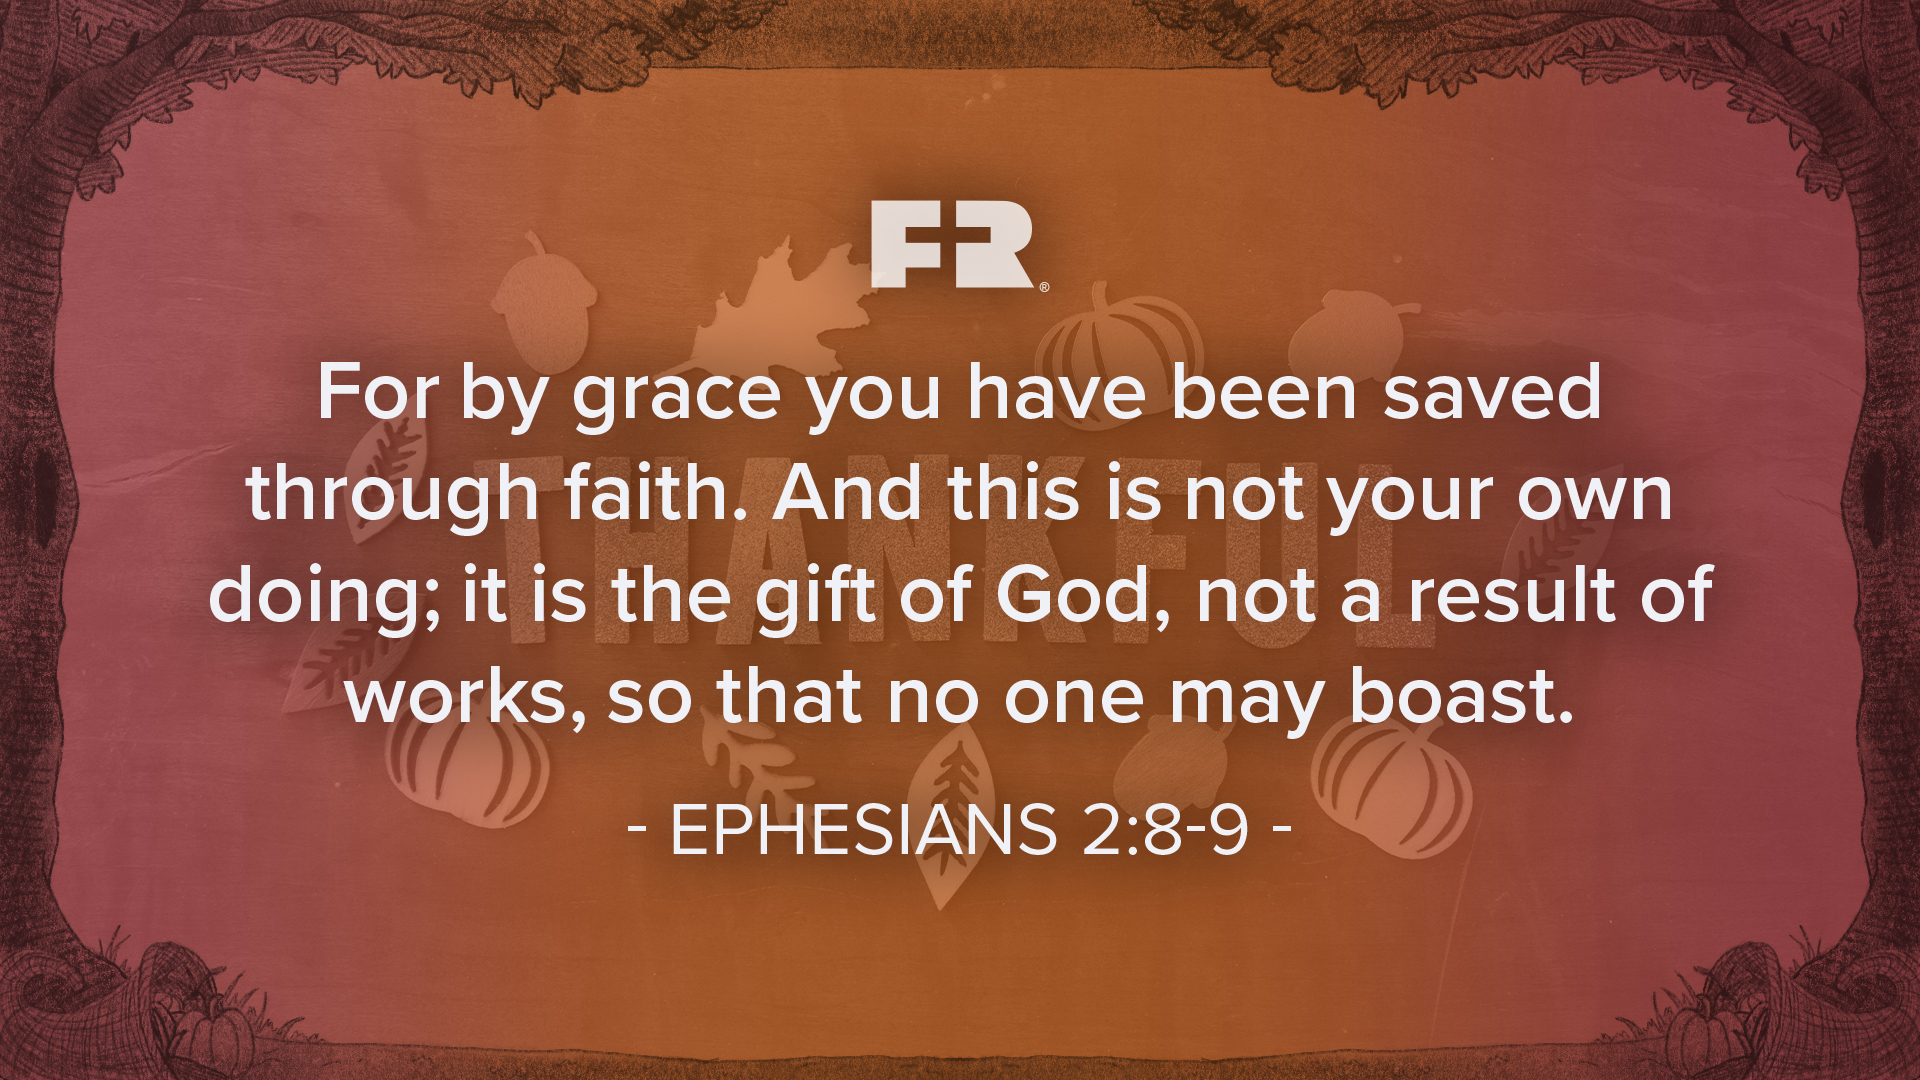 FR®
For by grace you have been saved
through faith. And this is not your own
doing; it is the gift of God, not a result of
works, so that no one may boast.
- EPHESIANS 2:8-9 -
THANKFUL